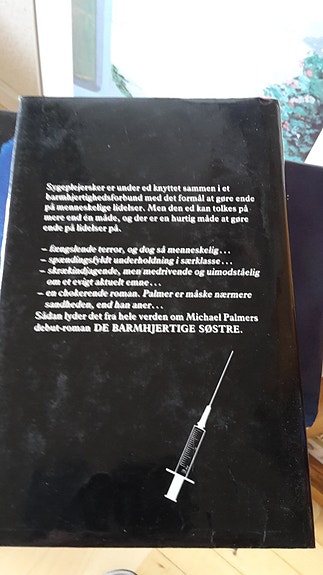 Sygeplejersker er under ed knyttet sammen i et
barmhjertighedsforbund med det formål at gøre ende
på menneskelige lidelser. Men den ed kan tolkes på
mere end én måde, og der er en hurtig måde at gøre
ende på lidelser på.
– fængslende terror, og dog så menneskelig...
– spændingsfyldt underholdning i særklasse...
– skrækindjagende, men medrivende og uimodståelig
om et evigt aktuelt emne...
– en chokerende roman. Palmer er måske nærmere
sandheden, end han aner...
Sådan lyder det fra hele verden om Michael Palmers
debut-roman DE BARMHJERTIGE SØSTRE.